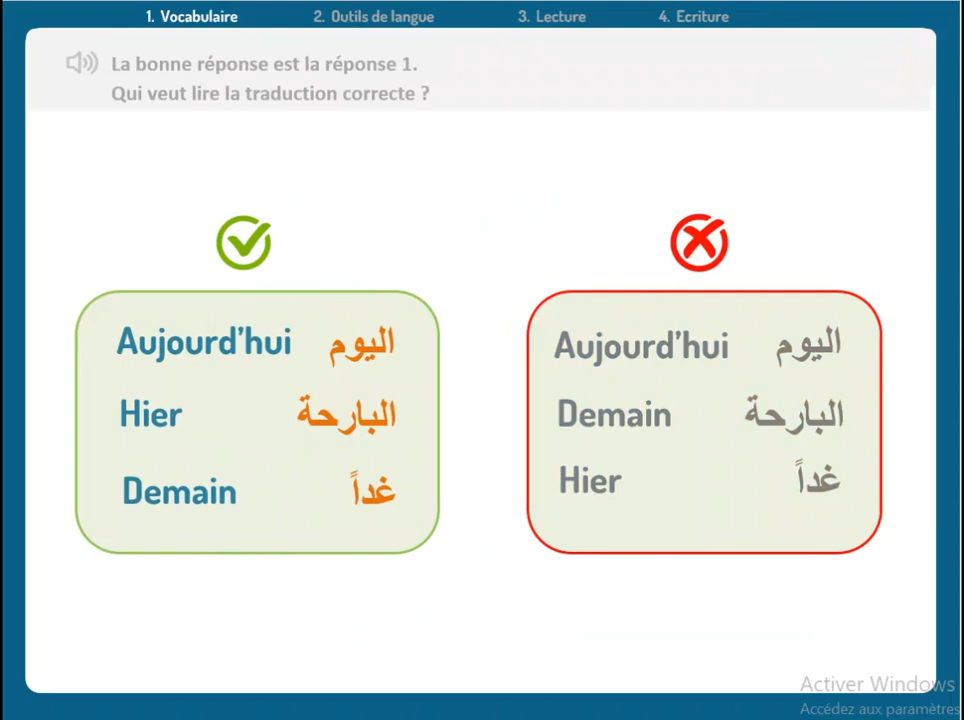 1. Vocabulaire 2. Outils de langue 3. Lecture 4. Ecriture
La bonne réponse est la réponse 1.
Qui veut lire la traduction correcte ?
Aujourd'hui اليوم
Hier البارحة
Demain غداً
Aujourd'hui اليوم
Demain البارحة
Hier غداً
Activer Windows
Accédez aux paramètres